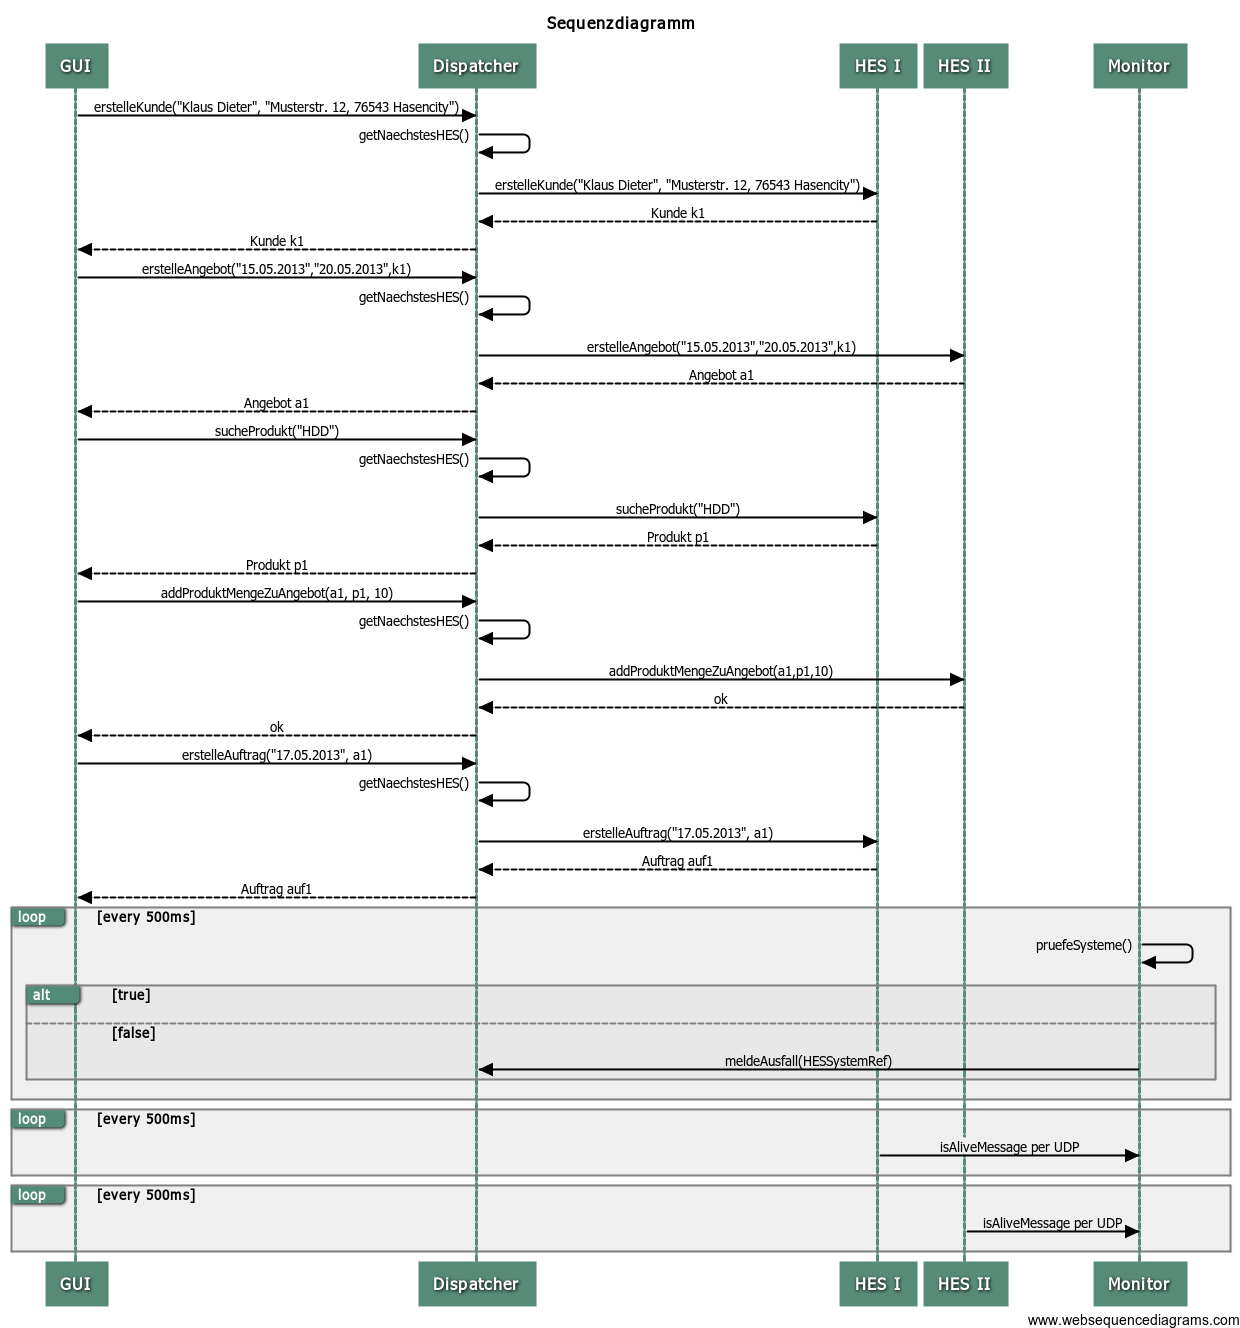 Sequenzdiagramm
GUI Dispatcher HES I HES II Monitor
erstelleKunde("Klaus Dieter", "Musterstr. 12, 76543 Hasencity")
getNaechstesHES()
erstelleKunde("Klaus Dieter", "Musterstr. 12, 76543 Hasencity")
Kunde k1
Kunde k1
erstelleAngebot("15.05.2013","20.05.2013",k1)
getNaechstesHES()
erstelleAngebot("15.05.2013","20.05.2013",k1)
Angebot a1
Angebot a1
sucheProdukt("HDD")
getNaechstesHES()
sucheProdukt("HDD")
Produkt p1
Produkt p1
addProduktMengeZuAngebot(a1, p1, 10)
getNaechstesHES()
addProduktMengeZuAngebot(a1,p1,10)
ok
ok
erstelleAuftrag("17.05.2013", a1)
getNaechstesHES()
erstelleAuftrag("17.05.2013", a1)
Auftrag auf1
Auftrag auf1
loop [every 500ms]
pruefeSysteme()
alt [true]
[false]
meldeAusfall(HESSystemRef)
loop [every 500ms]
isAliveMessage per UDP
loop [every 500ms]
isAliveMessage per UDP
GUI Dispatcher HES I HES II Monitor
www.websequencediagrams.com